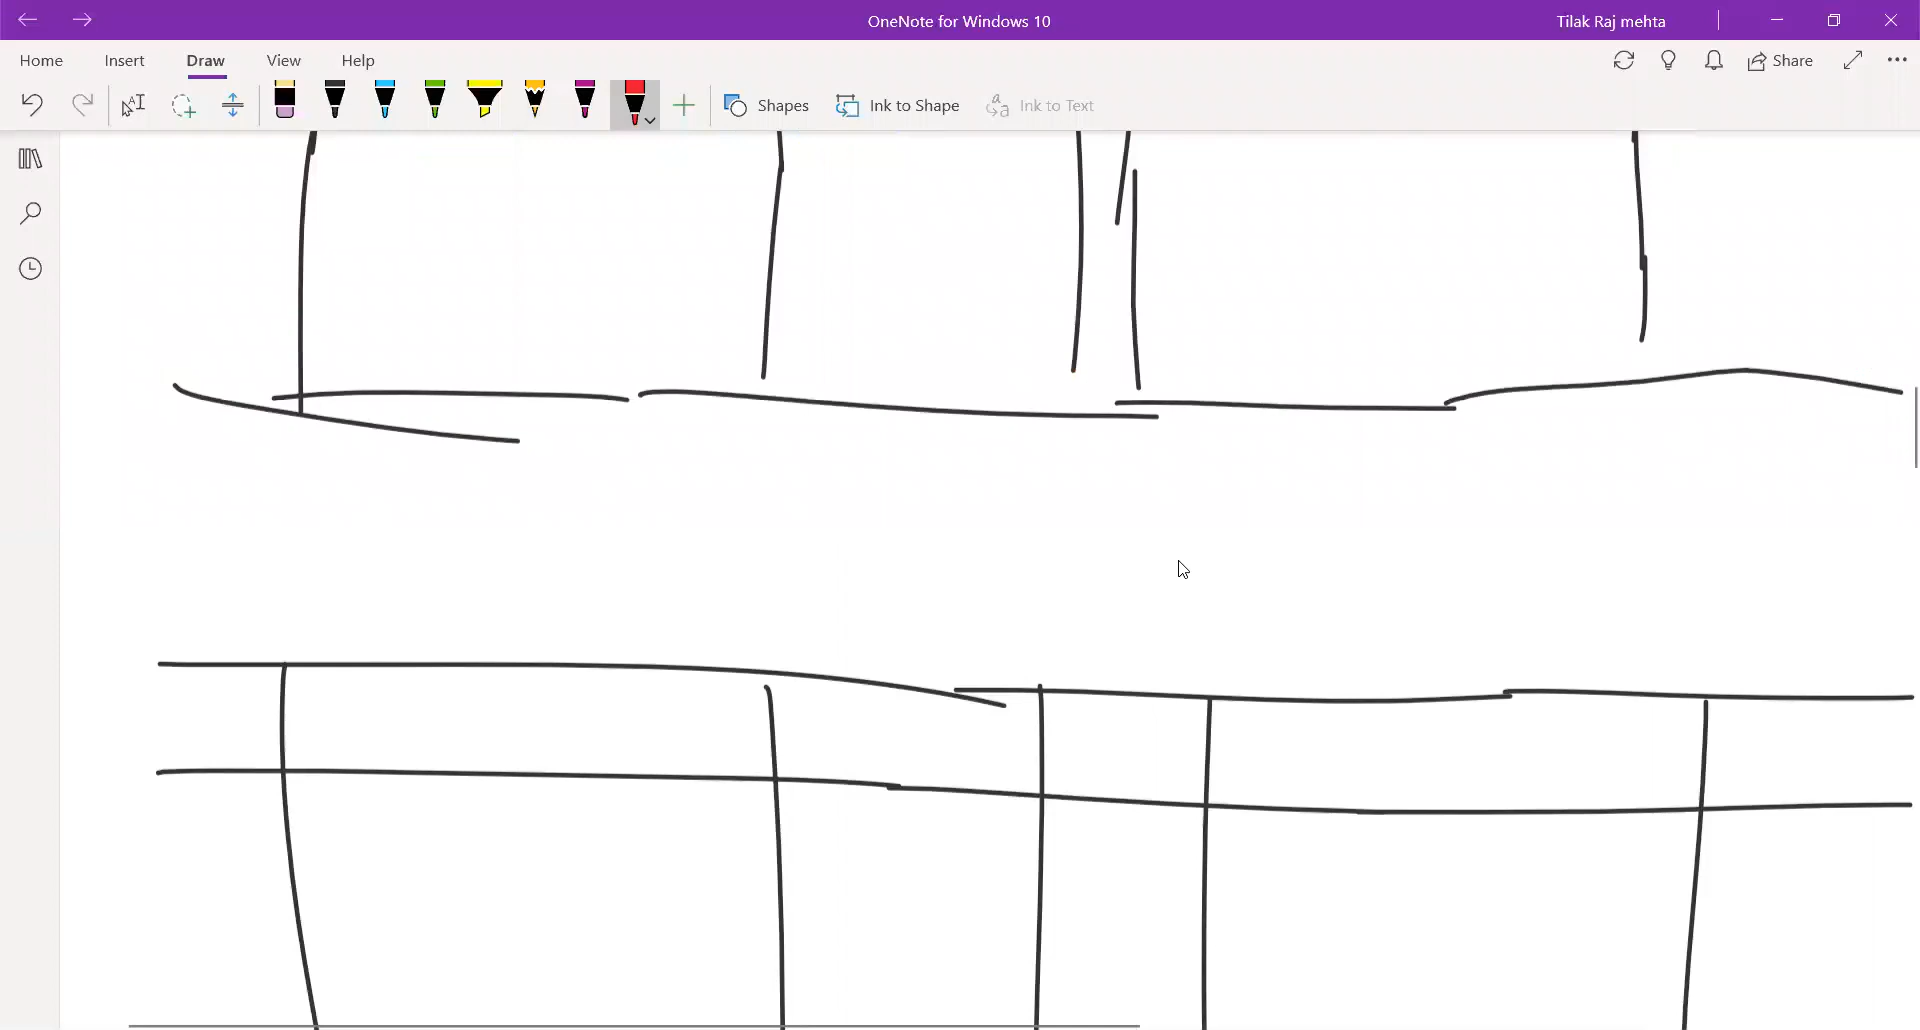 OneNote for Windows 10
Tilak Raj mehta
Home Insert Draw View Help
Share
Shapes Ink to Shape Ink to Text